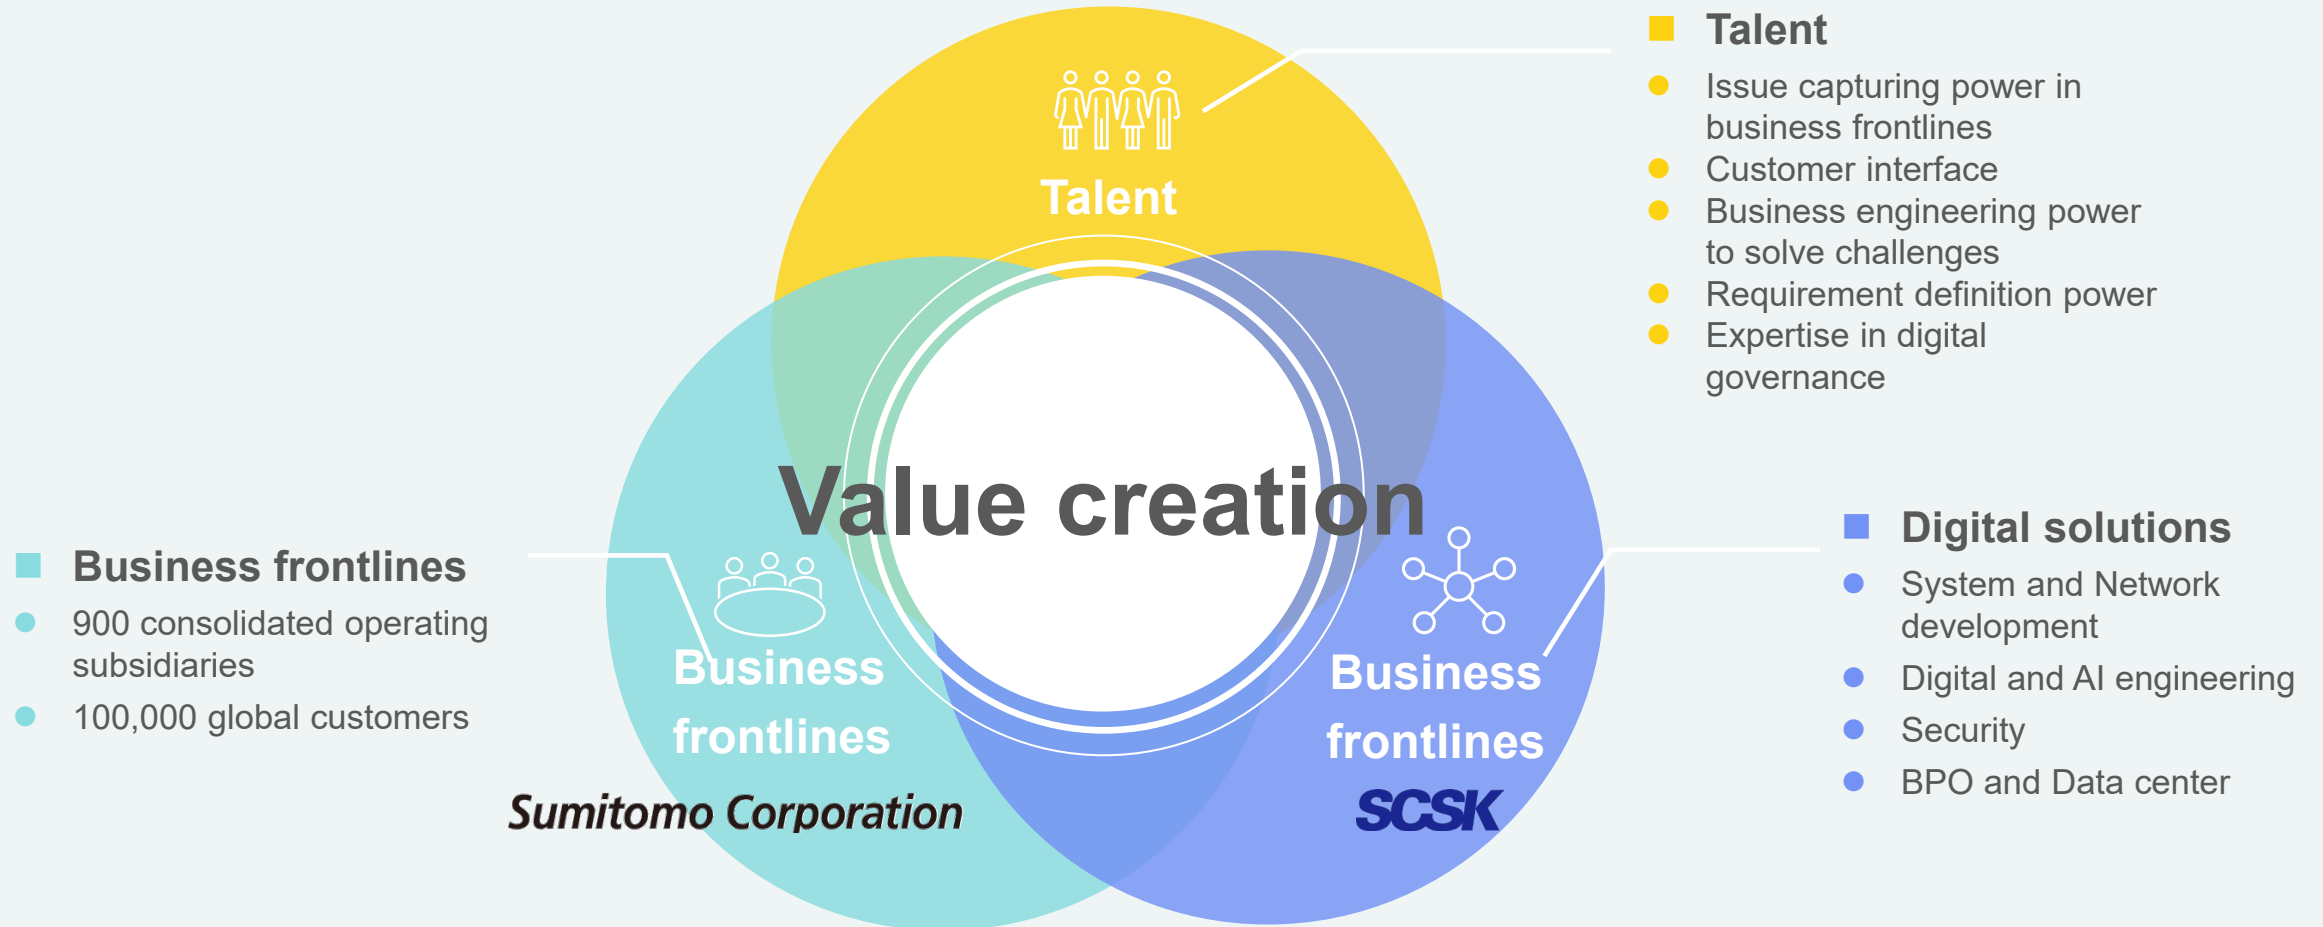 Talent
Issue capturing power in
business frontlines
Customer interface
Business engineering power
to solve challenges
Requirement definition power
Expertise in digital
governance
Talent
Value creation
Business frontlines
900 consolidated operating
subsidiaries
100,000 global customers
Business
frontlines
Sumitomo Corporation
Business
frontlines
SCSK
Digital solutions
System and Network
development
Digital and AI engineering
Security
BPO and Data center